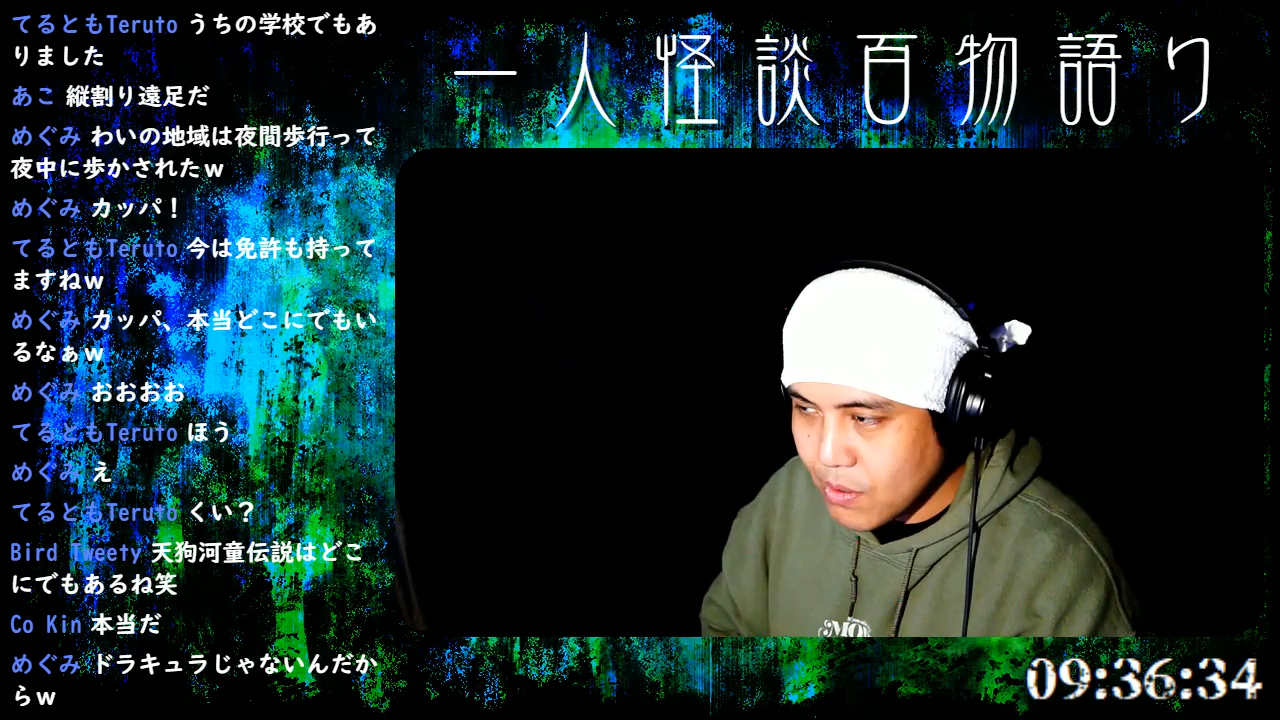 一人怪談百物語り
てるともTeruto うちの学校でもあ
りました
あこ 縦割り遠足だ
めぐみ わいの地域は夜間歩行って
夜中に歩かされたw
めぐみ カッパ！
てるともTeruto 今は免許も持って
ますねw
めぐみ カッパ、本当どこにでもい
るなぁw
めぐみ おおおお
てるともTeruto ほう
めぐみ え
てるともTeruto くい？
Bird Tweety 天狗河童伝説はどこ
にでもあるね笑
Co Kin 本当だ
めぐみ ドラキュラじゃないんだか
らw
09:36:34